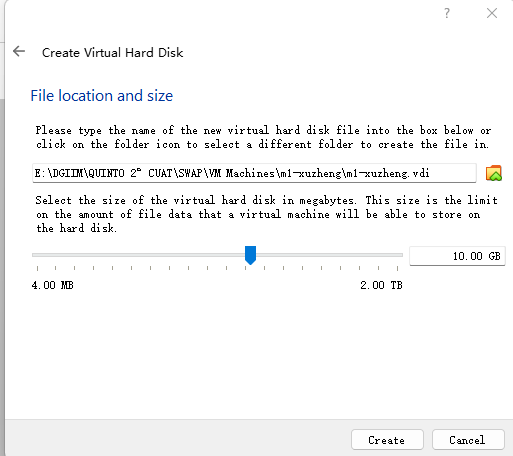 ?
Create Virtual Hard Disk
File location and size
Please type the name of the new virtual hard disk file into the box below or
click on the folder icon to select a different folder to create the file in.
E:\DGIIM\QUINTO 2º CUAT\SWAP\VM Machines\m1-xuzheng\m1-xuzheng.vdi
Select the size of the virtual hard disk in megabytes. This size is the limit
on the amount of file data that a virtual machine will be able to store on
the hard disk.
10.00 GB
4.00 MB 2.00 TB
Create Cancel